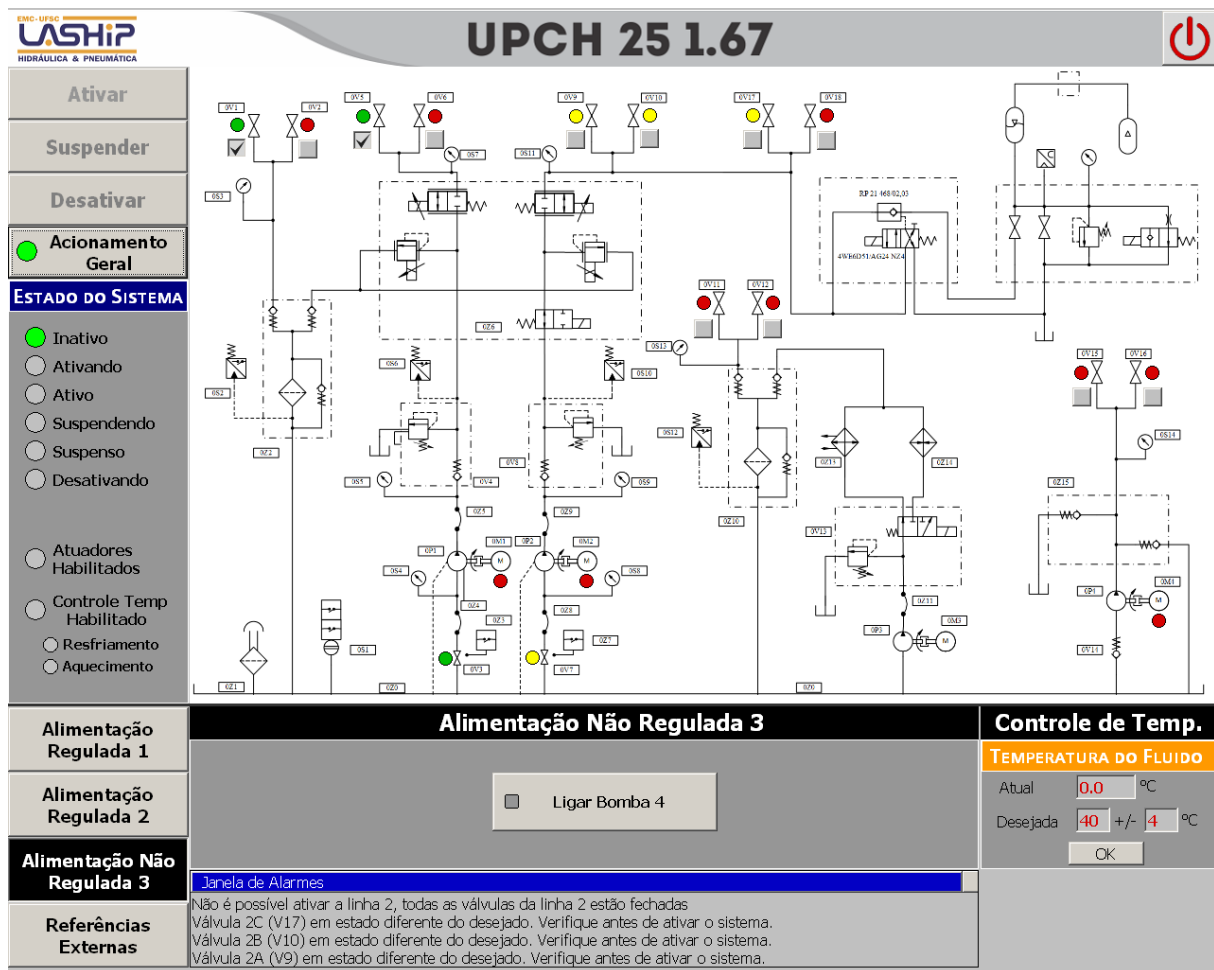 EMC-UFSC
LASHIP
HIDRÁULICA & PNEUMÁTICA
UPCH 25 1.67
Ativar
Suspender
Desativar
Acionamento
Geral
ESTADO DO SISTEMA
Inativo
Ativando
Ativo
Suspendendo
Suspenso
Desativando
Atuadores
Habilitados
Controle Temp
Habilitado
Resfriamento
Aquecimento
0V1
0V2
0V5
0V6
0V9
0V10
0V17
0V18
0S7
0S11
0S3
RP 21 468/02,03
4WE6D51/AG24 NZ4
C
0V11
0V12
0Z6
0S13
0V15
0V16
0S6
0S10
0S2
0S12
0S14
0Z2
0V8
0Z13
0Z14
0S5
0V4
0S9
0Z15
0Z5
0Z9
0Z10
0V13
0P1
0M1
0P2
0M2
M
M
0S4
0S8
0M4
0P4
M
0Z4
0Z8
0Z11
0Z3
0Z7
0M3
0P3
M
0S1
0V3
0V7
0V14
0Z1
0Z0
0Z0
Alimentação
Regulada 1
Alimentação
Regulada 2
Alimentação Não
Regulada 3
Referências
Externas
Alimentação Não Regulada 3
Ligar Bomba 4
Janela de Alarmes
Não é possível ativar a linha 2, todas as válvulas da linha 2 estão fechadas
Válvula 2C (V17) em estado diferente do desejado. Verifique antes de ativar o sistema.
Válvula 2B (V10) em estado diferente do desejado. Verifique antes de ativar o sistema.
Válvula 2A (V9) em estado diferente do desejado. Verifique antes de ativar o sistema.
Controle de Temp.
TEMPERATURA DO FLUIDO
Atual 0.0 ºC
Desejada 40 +/- 4 ºC
OK